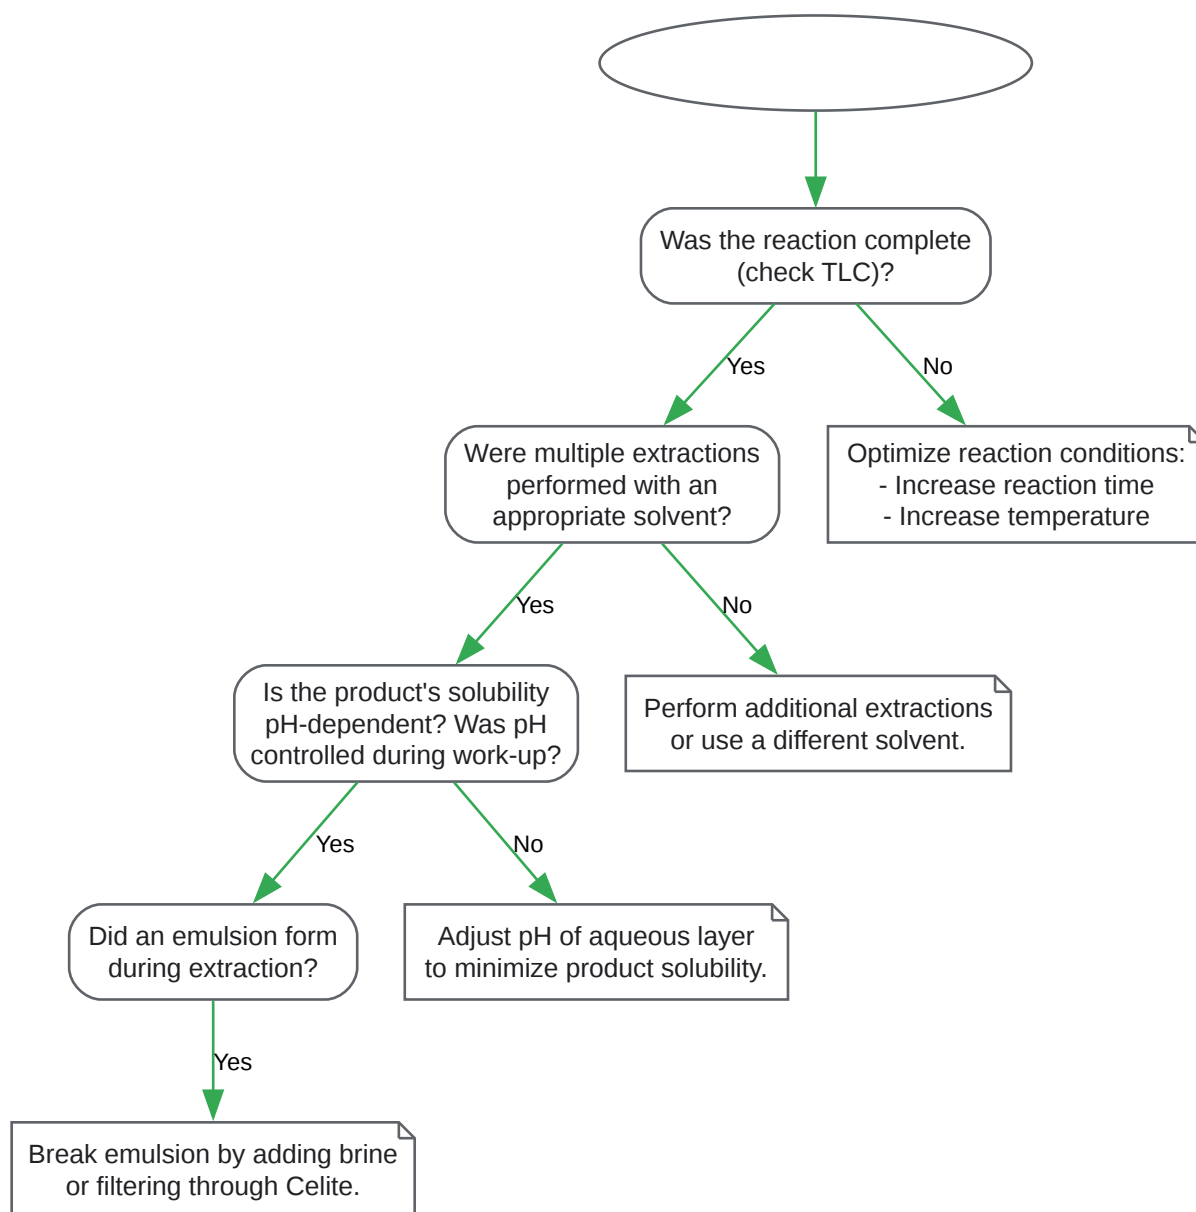 Was the reaction complete
(check TLC)?
Yes
No
Were multiple extractions
performed with an
appropriate solvent?
Optimize reaction conditions:
- Increase reaction time
- Increase temperature
Yes
No
Is the product's solubility
pH-dependent? Was pH
controlled during work-up?
Perform additional extractions
or use a different solvent.
Yes
No
Did an emulsion form
during extraction?
Adjust pH of aqueous layer
to minimize product solubility.
Yes
Break emulsion by adding brine
or filtering through Celite.